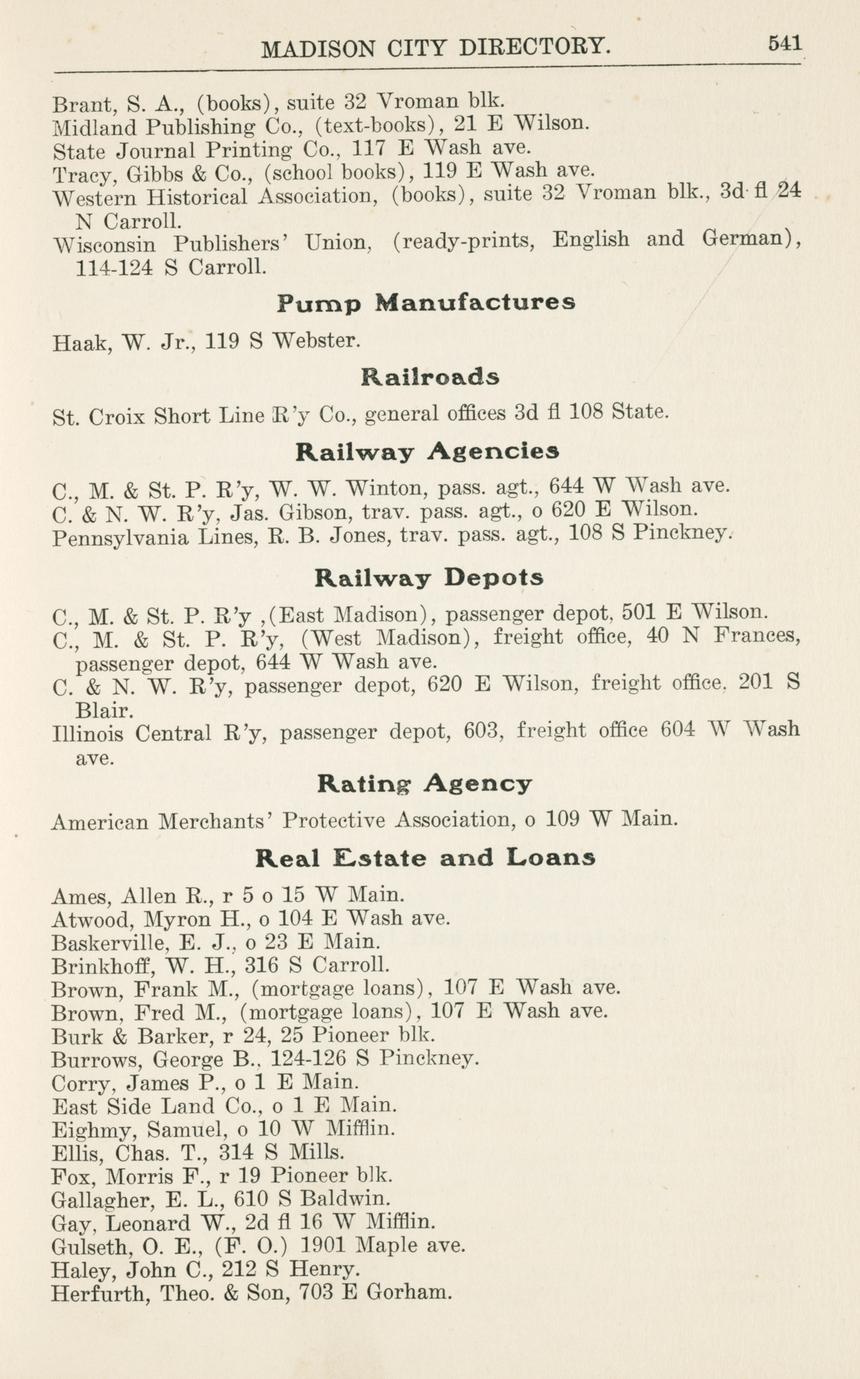 MADISON CITY DIRECTORY. 541
Brant, S. A., (books), suite 32 Vroman blk.
Midland Publishing Co., (text-books), 21 E Wilson.
State Journal Printing Co., 117 E Wash ave.
Tracy, Gibbs & Co., (school books), 119 E Wash ave.
Western Historical Association, (books), suite 32 Vroman blk., 3d fl 24
N Carroll.
Wisconsin Publishers' Union, (ready-prints, English and German),
114-124 S Carroll.
Pump Manufactures
Haak, W. Jr., 119 S Webster.
Railroads
St. Croix Short Line R'y Co., general offices 3d fl 108 State.
Railway Agencies
C., M. & St. P. R'y, W. W. Winton, pass. agt., 644 W Wash ave.
C. & N. W. R'y, Jas. Gibson, trav. pass. agt., o 620 E Wilson.
Pennsylvania Lines, R. B. Jones, trav. pass. agt., 108 S Pinckney.
Railway Depots
C., M. & St. P. R'y ,(East Madison), passenger depot, 501 E Wilson.
C., M. & St. P. R'y, (West Madison), freight office, 40 N Frances,
passenger depot, 644 W Wash ave.
C. & N. W. R'y, passenger depot, 620 E Wilson, freight office. 201 S
Blair.
Illinois Central R'y, passenger depot, 603, freight office 604 W Wash
ave.
Rating Agency
American Merchants' Protective Association, o 109 W Main.
Real Estate and Loans
Ames, Allen R., r 5 o 15 W Main.
Atwood, Myron H., o 104 E Wash ave.
Baskerville, E. J., o 23 E Main.
Brinkhoff, W. H., 316 S Carroll.
Brown, Frank M., (mortgage loans), 107 E Wash ave.
Brown, Fred M., (mortgage loans), 107 E Wash ave.
Burk & Barker, r 24, 25 Pioneer blk.
Burrows, George B., 124-126 S Pinckney.
Corry, James P., o 1 E Main.
East Side Land Co., o 1 E Main.
Eighmy, Samuel, o 10 W Mifflin.
Ellis, Chas. T., 314 S Mills.
Fox, Morris F., r 19 Pioneer blk.
Gallagher, E. L., 610 S Baldwin.
Gay, Leonard W., 2d fl 16 W Mifflin.
Gulseth, O. E., (F. O.) 1901 Maple ave.
Haley, John C., 212 S Henry.
Herfurth, Theo. & Son, 703 E Gorham.